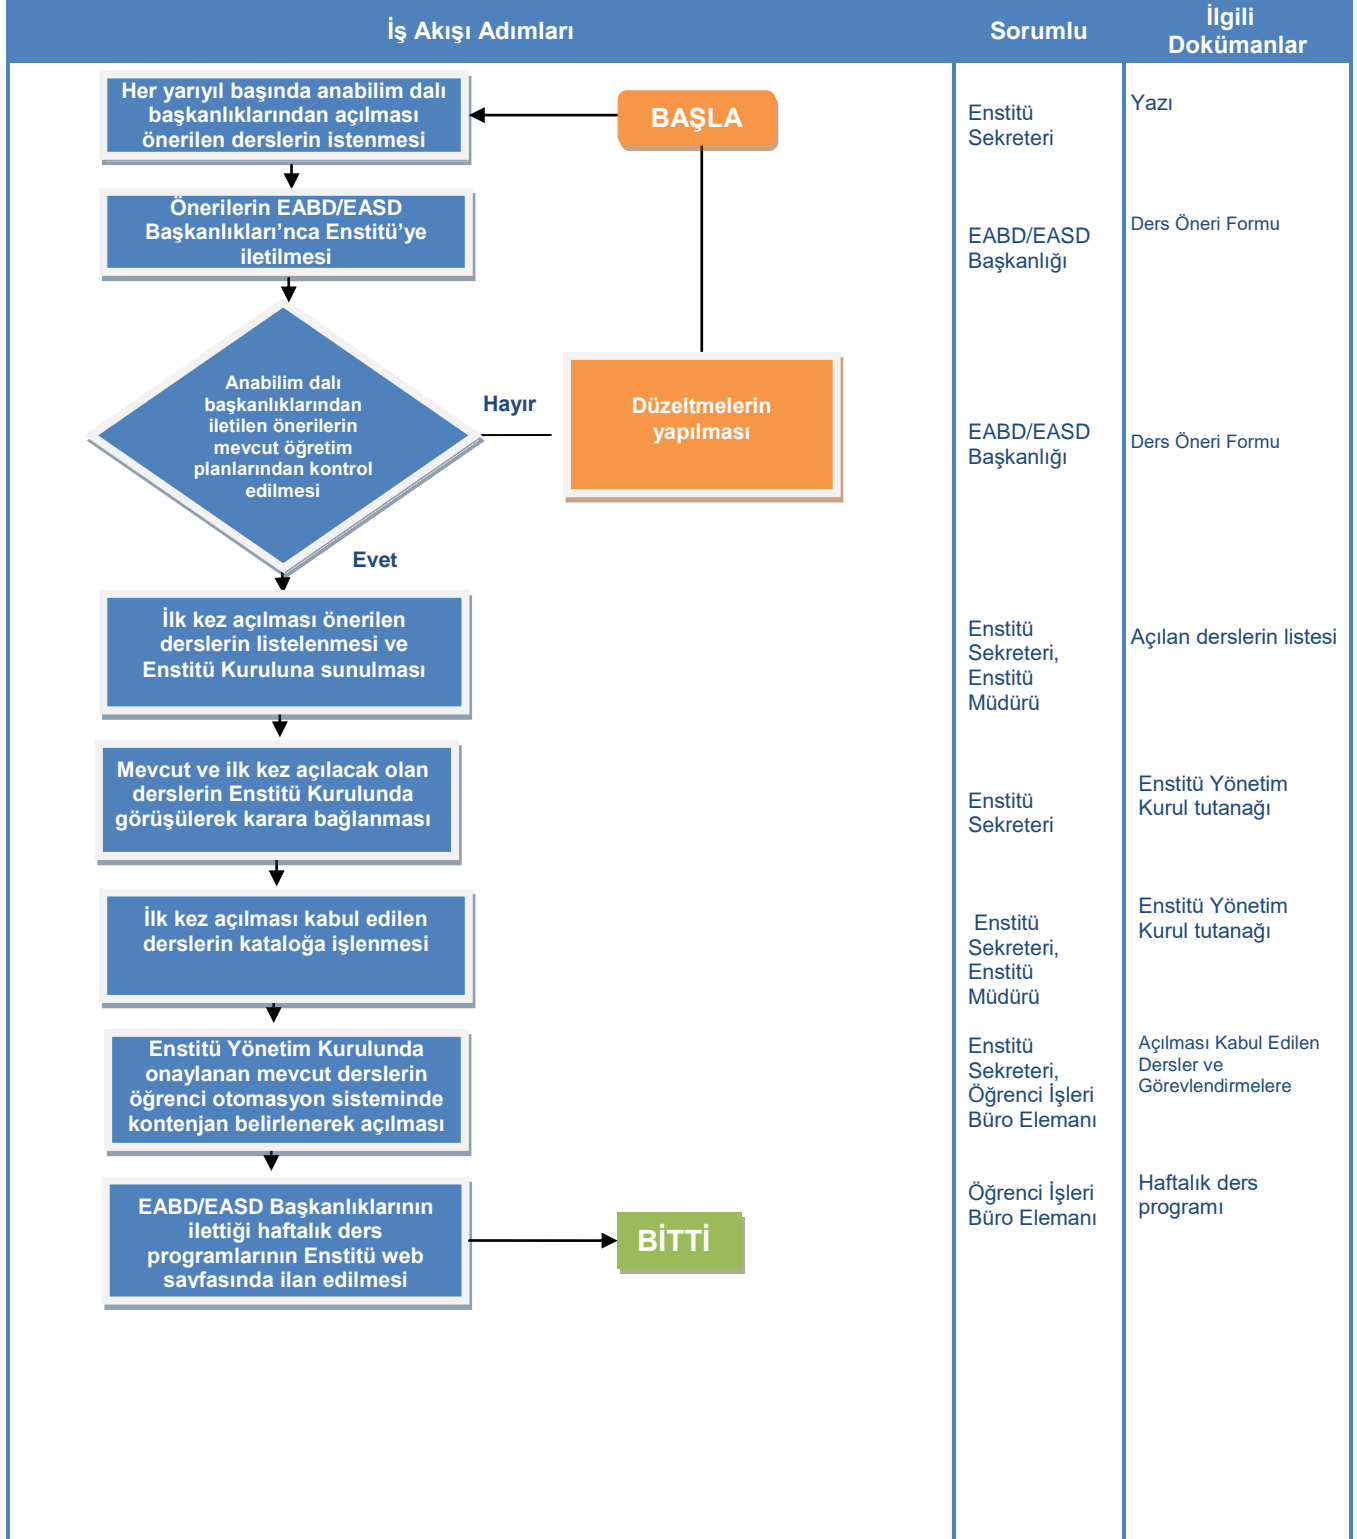 İş Akışı Adımları
Sorumlu
İlgili
Dokümanlar
Her yarıyıl başında anabilim dalı
başkanlıklarından açılması
önerilen derslerin istenmesi
BAŞLA
Enstitü
Sekreteri
Yazı
Önerilerin EABD/EASD
Başkanlıkları’nca Enstitü’ye
iletilmesi
EABD/EASD
Başkanlığı
Ders Öneri Formu
Anabilim dalı
başkanlıklarından
iletilen önerilerin
mevcut öğretim
planlarından kontrol
edilmesi
Hayır
Düzeltmelerin
yapılması
EABD/EASD
Başkanlığı
Ders Öneri Formu
Evet
İlk kez açılması önerilen
derslerin listelenmesi ve
Enstitü Kuruluna sunulması
Enstitü
Sekreteri,
Enstitü
Müdürü
Açılan derslerin listesi
Mevcut ve ilk kez açılacak olan
derslerin Enstitü Kurulunda
görüşülerek karara bağlanması
Enstitü
Sekreteri
Enstitü Yönetim
Kurul tutanağı
İlk kez açılması kabul edilen
derslerin kataloğa işlenmesi
Enstitü
Sekreteri,
Enstitü
Müdürü
Enstitü Yönetim
Kurul tutanağı
Enstitü Yönetim Kurulunda
onaylanan mevcut derslerin
öğrenci otomasyon sisteminde
kontenjan belirlenerek açılması
Enstitü
Sekreteri,
Öğrenci İşleri
Büro Elemanı
Açılması Kabul Edilen
Dersler ve
Görevlendirmelere
EABD/EASD Başkanlıklarının
ilettiği haftalık ders
programlarının Enstitü web
sayfasında ilan edilmesi
BİTTİ
Öğrenci İşleri
Büro Elemanı
Haftalık ders
programı